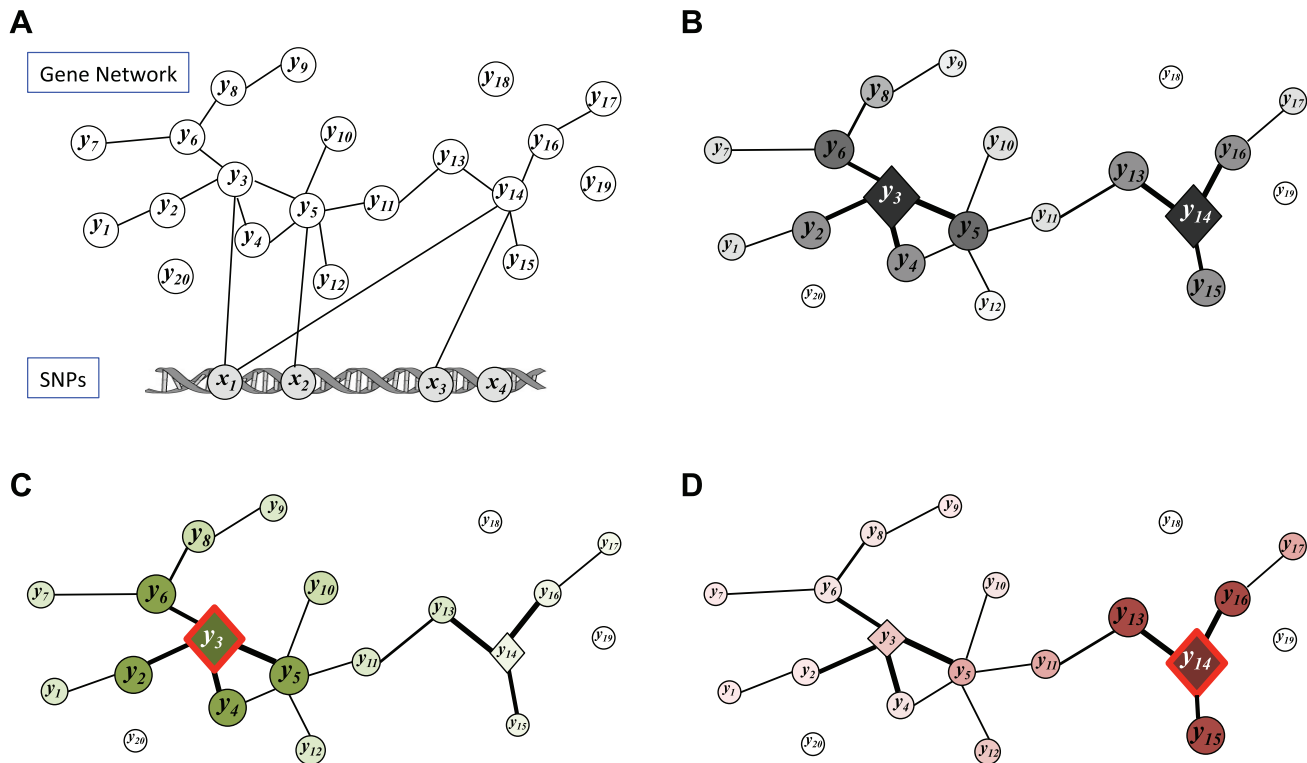 A
B
Gene Network
y9
y8
y18
y17
y7
y6
y10
y16
y13
y3
y19
y2
y5
y11
y14
y1
y4
y15
y20
y12
SNPs
x1
x2
x3
x4
y9
y18
y8
y17
y7
y6
y10
y16
y13
y3
y19
y14
y2
y5
y11
y1
y4
y15
y20
y12
C
D
y9
y18
y8
y17
y7
y6
y10
y16
y13
y3
y19
y14
y2
y5
y11
y1
y4
y15
y20
y12
y9
y18
y8
y17
y7
y6
y10
y16
y13
y3
y19
y14
y2
y5
y11
y1
y4
y15
y20
y12